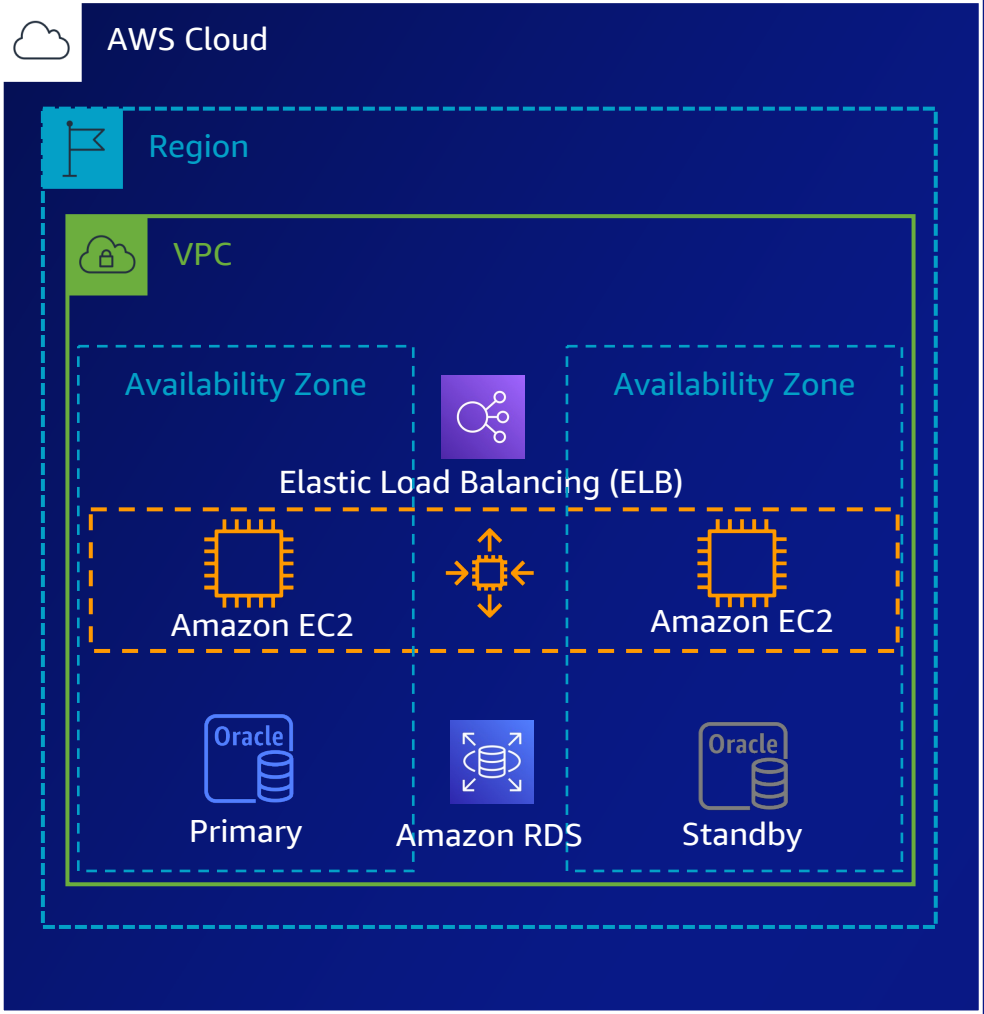 AWS Cloud
Region
VPC
Availability Zone
Availability Zone
Elastic Load Balancing (ELB)
Amazon EC2
Amazon EC2
Oracle
Oracle
Primary
Amazon RDS
Standby